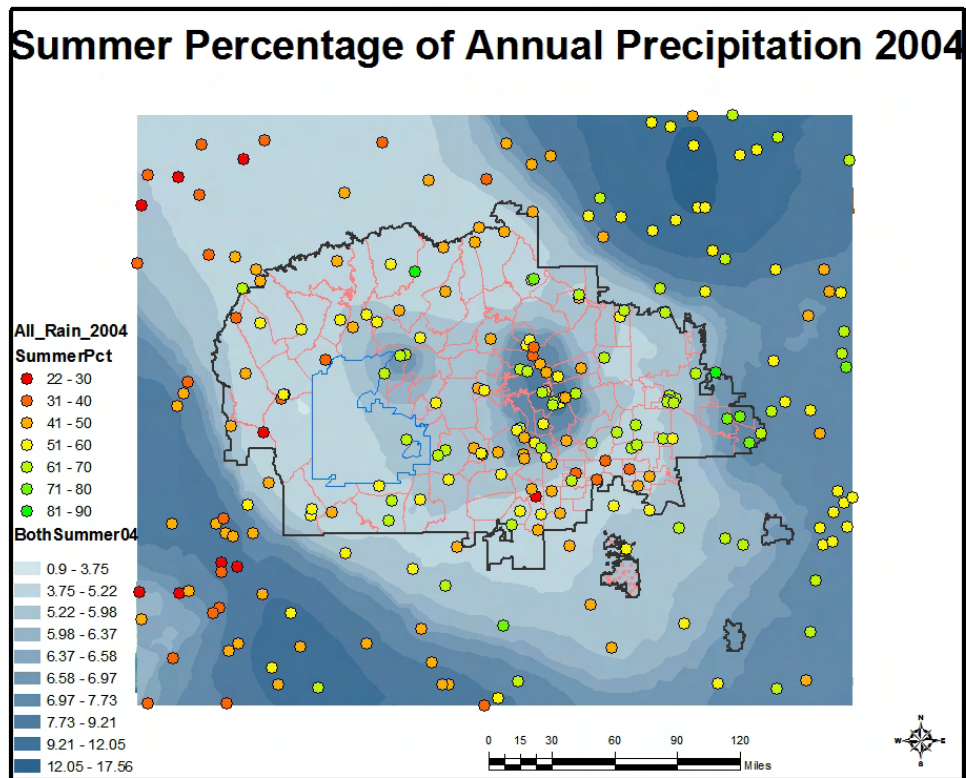 Summer Percentage of Annual Precipitation 2004
All_Rain_2004
SummerPct
22 - 30
31 - 40
41 - 50
51 - 60
61 - 70
71 - 80
81 - 90
BothSummer04
0.9 - 3.75
3.75 - 5.22
5.22 - 5.98
5.98 - 6.37
6.37 - 6.58
6.58 - 6.97
6.97 - 7.73
7.73 - 9.21
9.21 - 12.05
12.05 - 17.56
0 15 30 60 90 120
Miles
N
W E
S